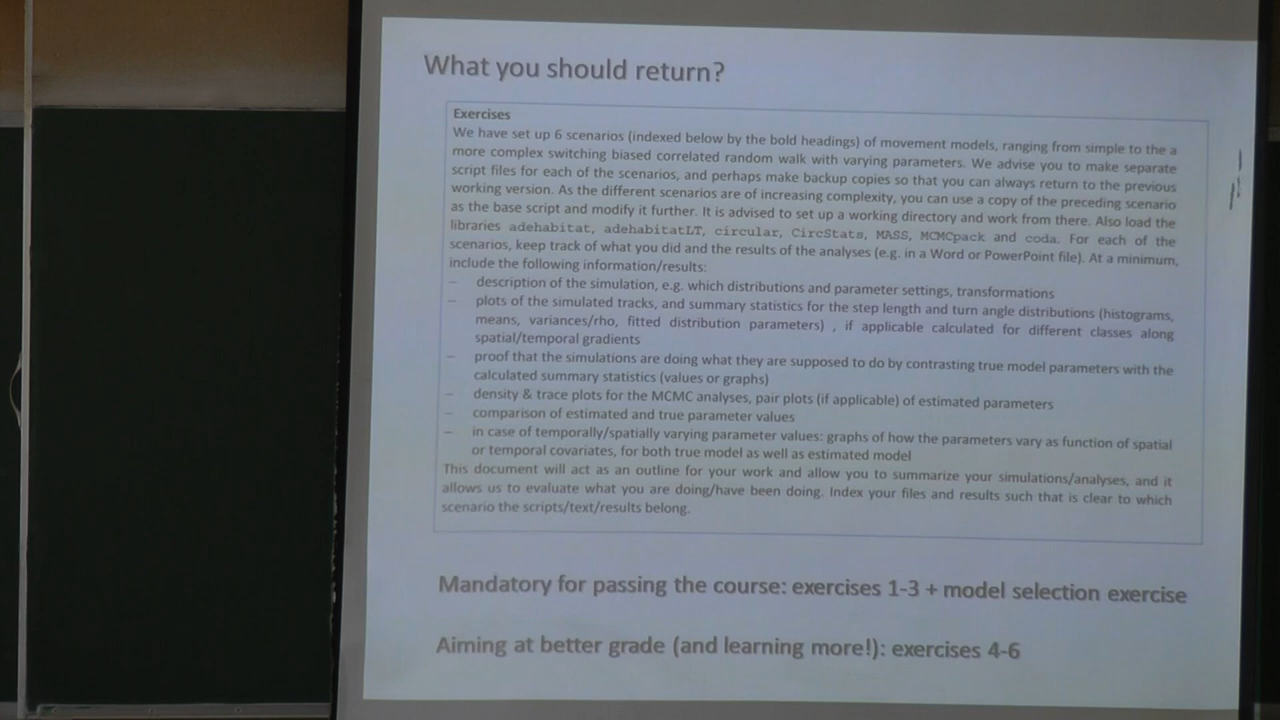 What you should return?
Exercises
We have set up 6 scenarios (indexed below by the bold headings) of movement models, ranging from simple to the a
more complex switching biased correlated random walk with varying parameters. We advise you to make separate
script files for each of the scenarios, and perhaps make backup copies so that you can always return to the previous
working version. As the different scenarios are of increasing complexity, you can use a copy of the preceding scenario
as the base script and modify it further. It is advised to set up a working directory and work from there. Also load the
libraries adehabitat, adehabitatLT, circular, CircStats, MASS, MCMCpack and coda. For each of the
scenarios, keep track of what you did and the results of the analyses (e.g. in a Word or PowerPoint file). At a minimum,
include the following information/results:
– description of the simulation, e.g. which distributions and parameter settings, transformations
– plots of the simulated tracks, and summary statistics for the step length and turn angle distributions (histograms,
means, variances/rho, fitted distribution parameters) , if applicable calculated for different classes along
spatial/temporal gradients
– proof that the simulations are doing what they are supposed to do by contrasting true model parameters with the
calculated summary statistics (values or graphs)
– density & trace plots for the MCMC analyses, pair plots (if applicable) of estimated parameters
– comparison of estimated and true parameter values
– in case of temporally/spatially varying parameter values: graphs of how the parameters vary as function of spatial
or temporal covariates, for both true model as well as estimated model
This document will act as an outline for your work and allow you to summarize your simulations/analyses, and it
allows us to evaluate what you are doing/have been doing. Index your files and results such that is clear to which
scenario the scripts/text/results belong.
Mandatory for passing the course: exercises 1-3 + model selection exercise
Aiming at better grade (and learning more!): exercises 4-6